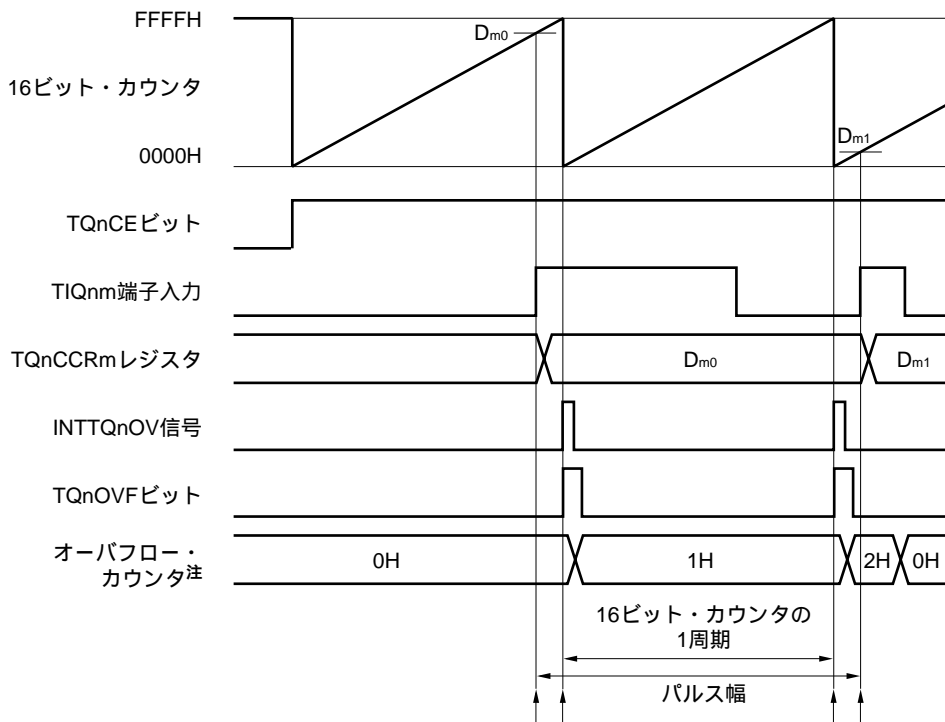 FFFFH
Dm0
16ビット・カウンタ
Dm1
0000H
TQnCEビット
TIQnm端子入力
TQnCCRmレジスタ
Dm0
Dm1
INTTQnOV信号
TQnOVFビット
オーバフロー・
カウンタ注
0H
1H
2H
0H
16ビット・カウンタの
1周期
パルス幅